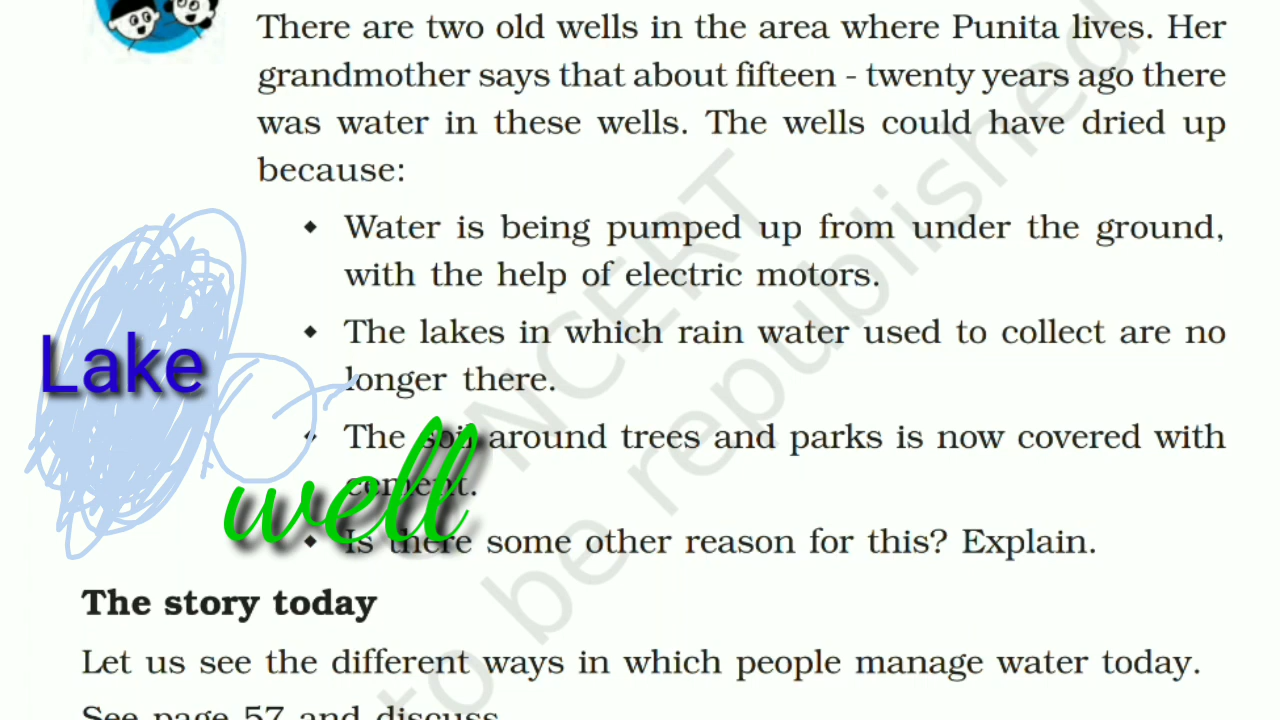 There are two old wells in the area where Punita lives. Her
grandmother says that about fifteen - twenty years ago there
was water in these wells. The wells could have dried up
because:
◆ Water is being pumped up from under the ground,
with the help of electric motors.
◆ The lakes in which rain water used to collect are no
longer there.
Lake
◆ The soil around trees and parks is now covered with
cement.
well
◆ Is there some other reason for this? Explain.
The story today
Let us see the different ways in which people manage water today.
See page 57 and discuss
NCERT
to be republished